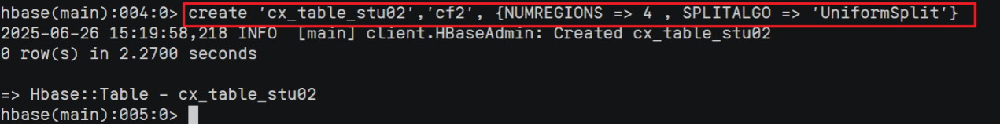 hbase(main):004:0> create 'cx_table_stu02','cf2', {NUMREGIONS => 4 , SPLITALGO => 'UniformSplit'}
2025-06-26 15:19:58,218 INFO  [main] client.HBaseAdmin: Created cx_table_stu02
0 row(s) in 2.2700 seconds
=> Hbase::Table - cx_table_stu02
hbase(main):005:0>